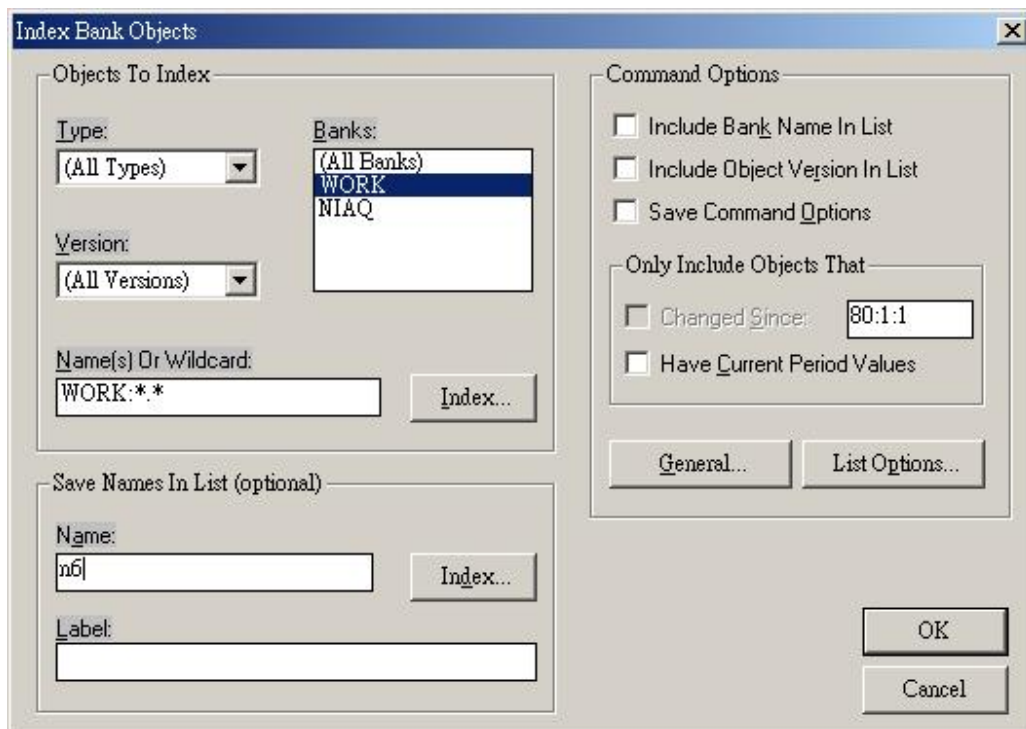 Index Bank Objects
Objects To Index
Type:
(All Types)
Banks:
(All Banks)
WORK
NIAQ
Version:
(All Versions)
Name(s) Or Wildcard:
WORK:*.*
Index...
Save Names In List (optional)
Name:
n6
Index...
Label:
Command Options
Include Bank Name In List
Include Object Version In List
Save Command Options
Only Include Objects That
Changed Since:
80:1:1
Have Current Period Values
General...
List Options...
OK
Cancel